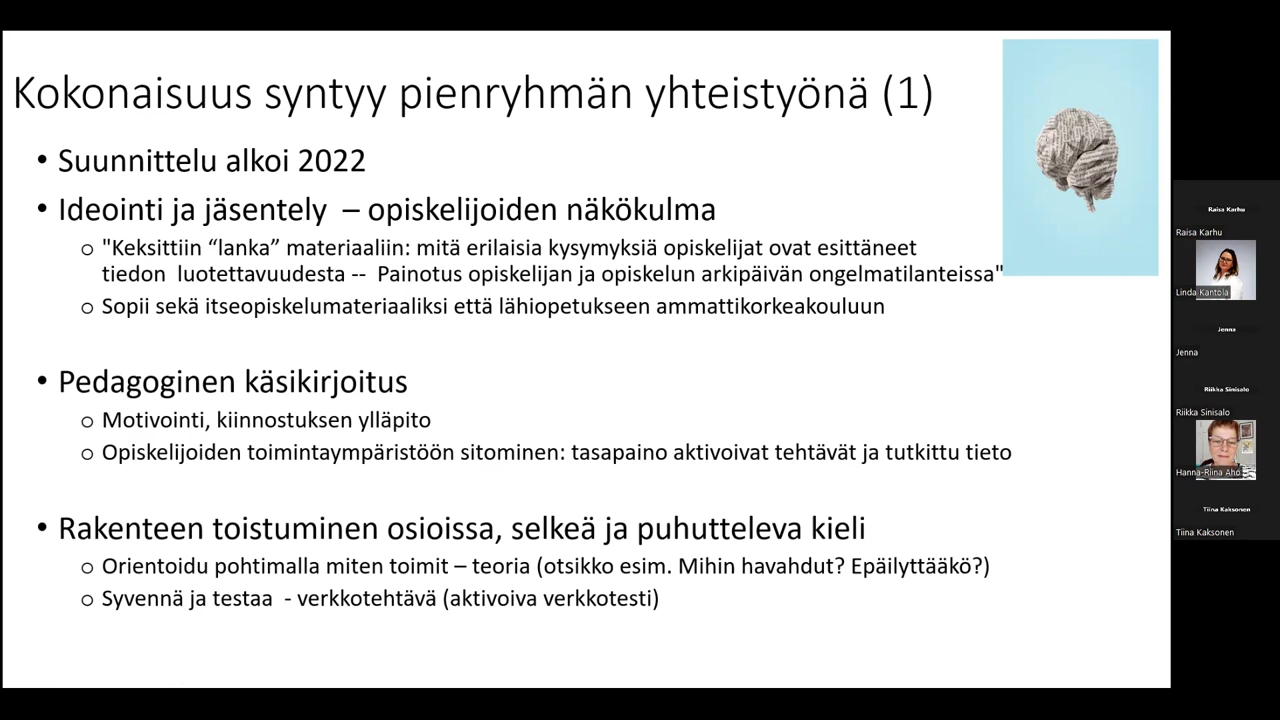 Kokonaisuus syntyy pienryhmän yhteistyönä (1)
• Suunnittelu alkoi 2022
• Ideointi ja jäsentely – opiskelijoiden näkökulma
o "Keksittiin “lanka” materiaaliin: mitä erilaisia kysymyksiä opiskelijat ovat esittäneet
tiedon luotettavuudesta -- Painotus opiskelijan ja opiskelun arkipäivän ongelmatilanteissa"
o Sopii sekä itseopiskelumateriaaliksi että lähiopetukseen ammattikorkeakouluun
• Pedagoginen käsikirjoitus
o Motivointi, kiinnostuksen ylläpito
o Opiskelijoiden toimintaympäristöön sitominen: tasapaino aktivoivat tehtävät ja tutkittu tieto
• Rakenteen toistuminen osioissa, selkeä ja puhutteleva kieli
o Orientoidu pohtimalla miten toimit – teoria (otsikko esim. Mihin havahdut? Epäilyttääkö?)
o Syvennä ja testaa - verkkotehtävä (aktivoiva verkkotesti)
Raisa Karhu
Raisa Karhu
Linda Kantola
Jenna
Jenna
Riikka Sinisalo
Riikka Sinisalo
Hanna-Riina Aho
Tiina Kaksonen
Tiina Kaksonen